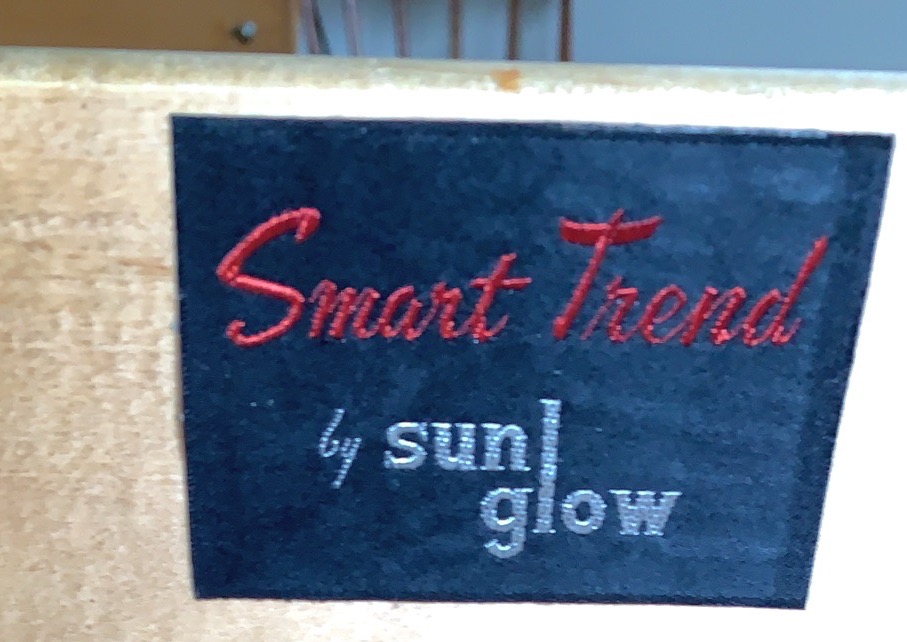 Smart Trend
by sun
glow